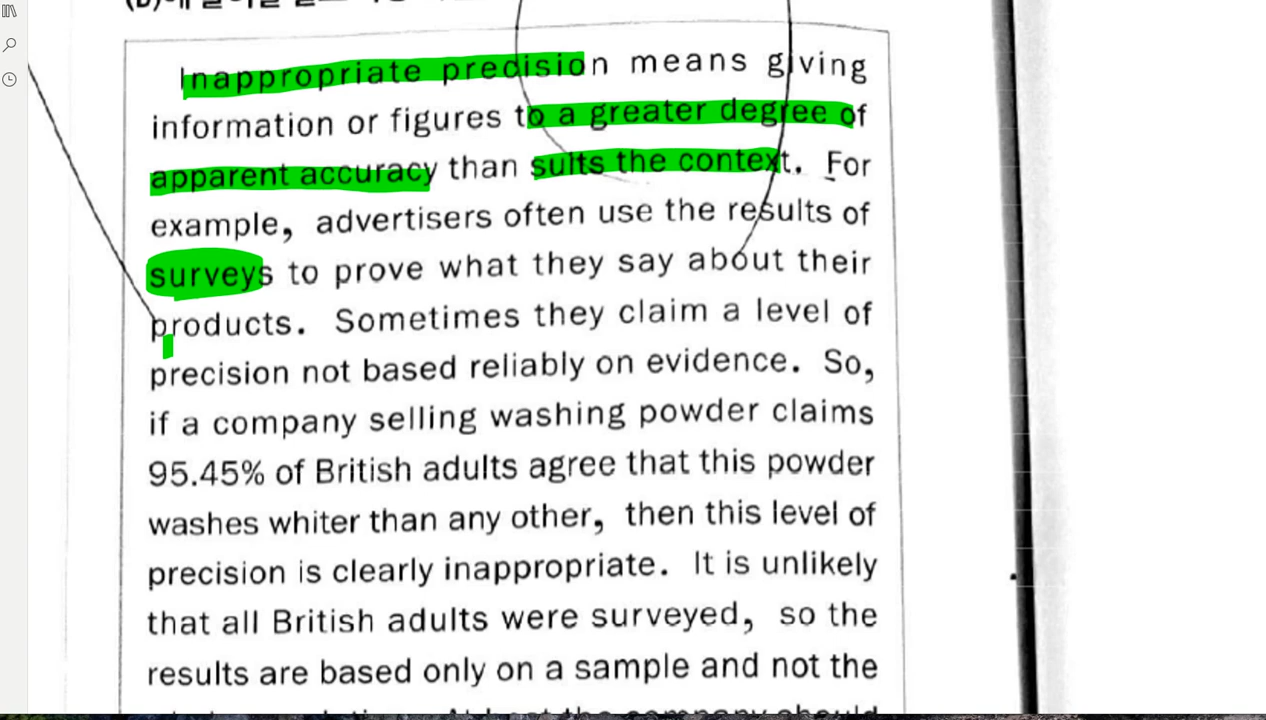 Inappropriate precision means giving
information or figures to a greater degree of
apparent accuracy than suits the context. For
example, advertisers often use the results of
surveys to prove what they say about their
products. Sometimes they claim a level of
precision not based reliably on evidence. So,
if a company selling washing powder claims
95.45% of British adults agree that this powder
washes whiter than any other, then this level of
precision is clearly inappropriate. It is unlikely
that all British adults were surveyed, so the
results are based only on a sample and not the